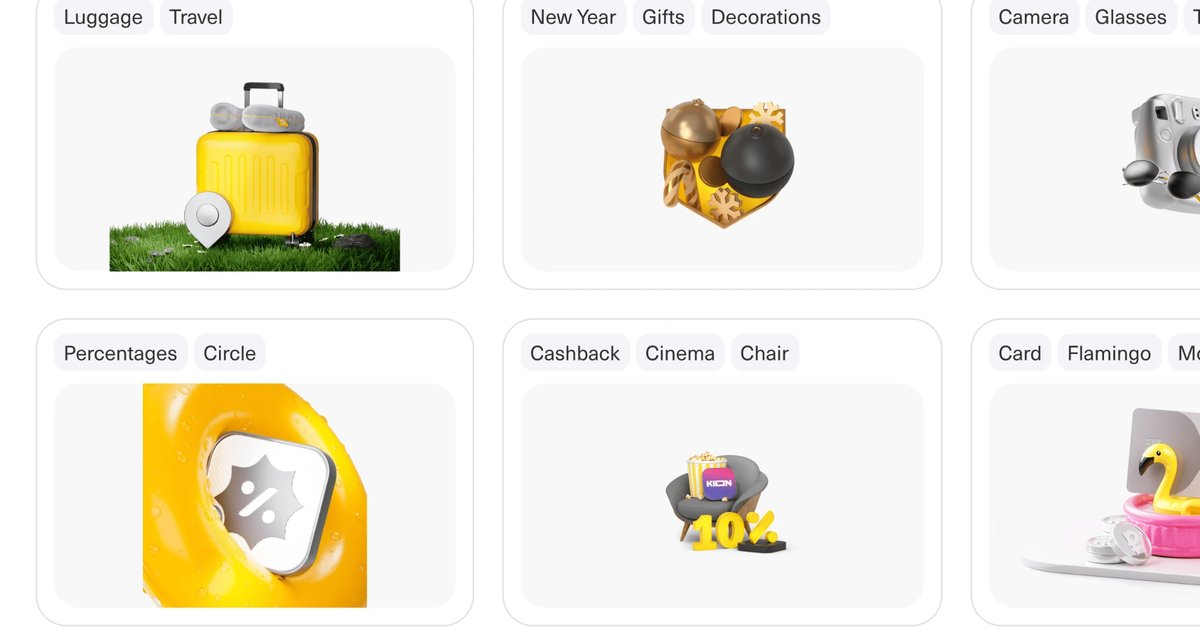 Luggage Travel
New Year Gifts Decorations
Camera Glasses
Percentages Circle
%
Cashback Cinema Chair
KION
10%
Card Flamingo